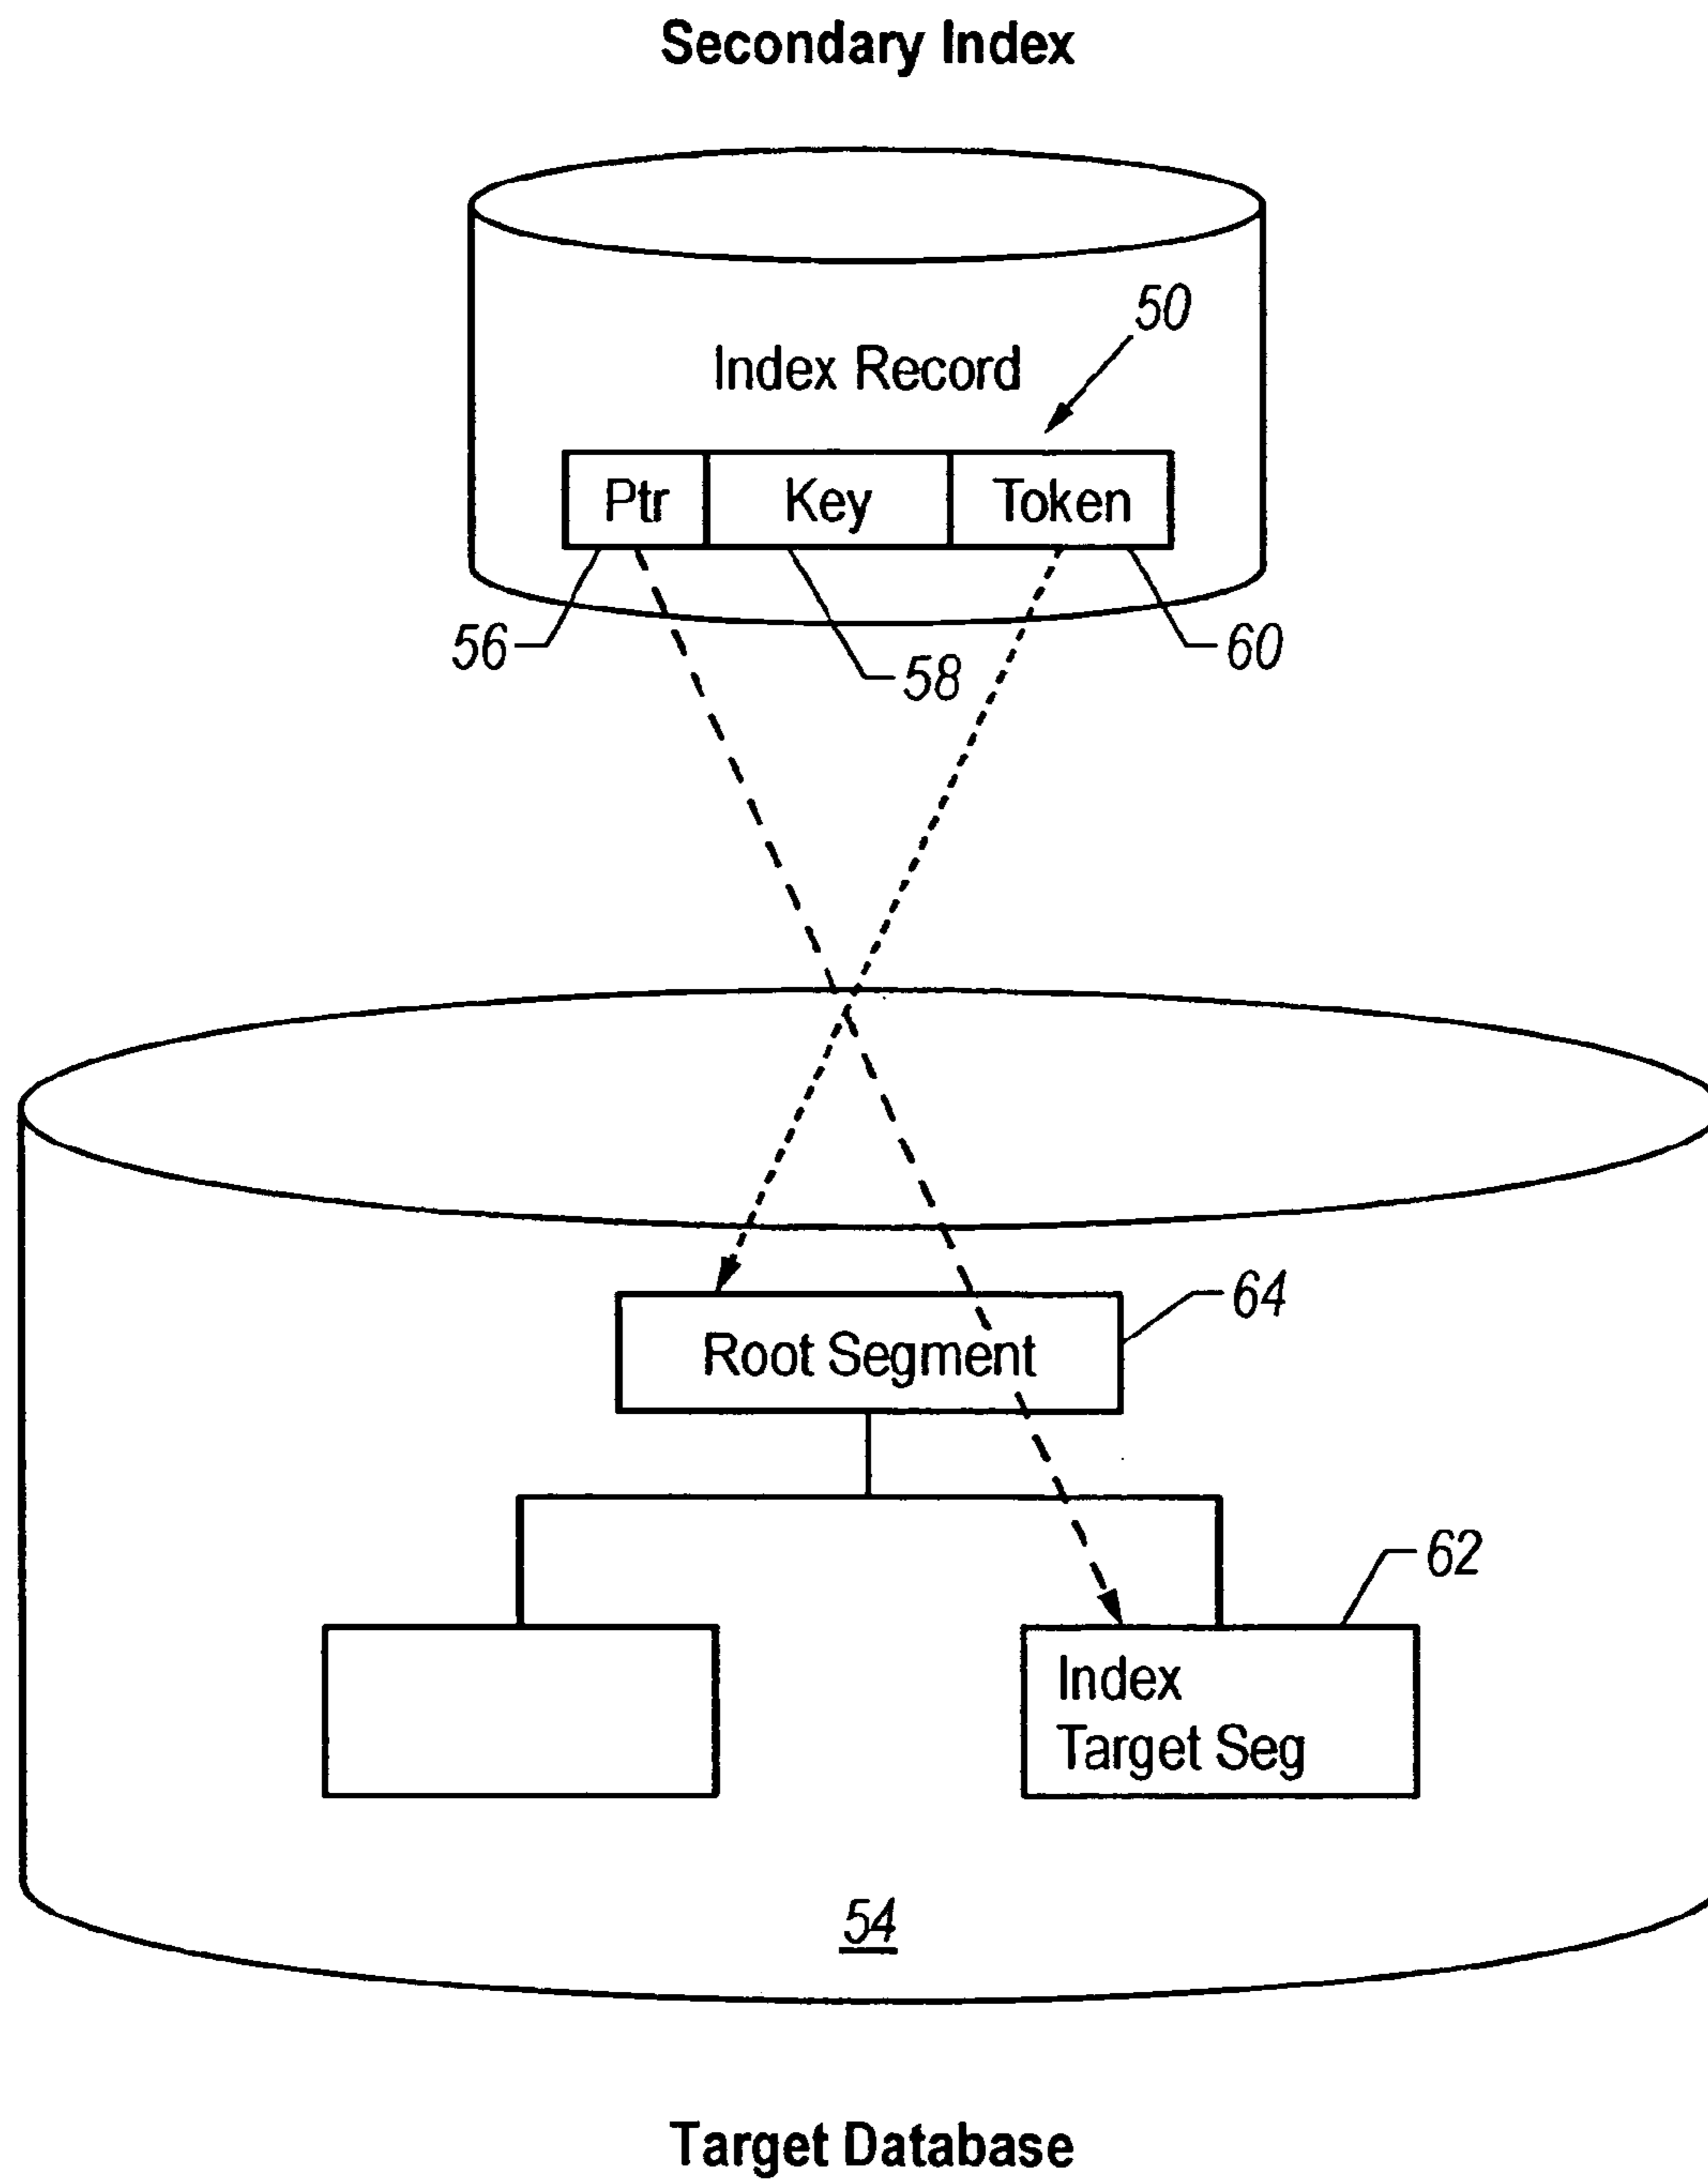 Secondary Index
50
Index Record
Ptr Key Token
56
58
60
64
Root Segment
62
Index
Target Seg
54
Target Database